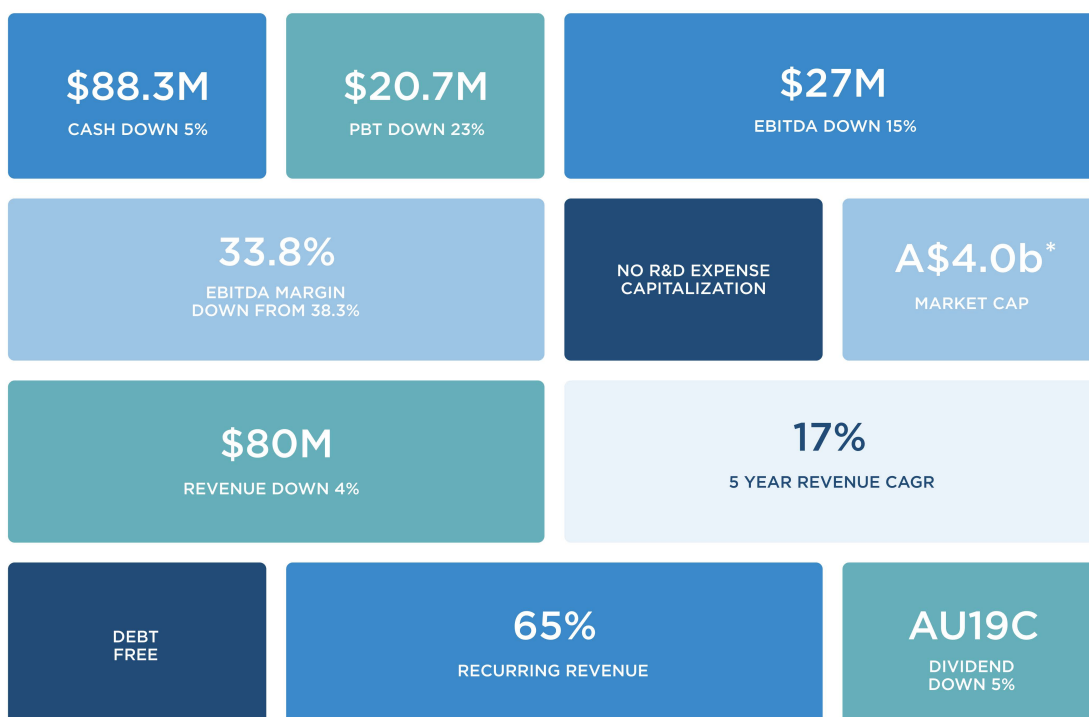 $88.3M
CASH DOWN 5%
$20.7M
PBT DOWN 23%
$27M
EBITDA DOWN 15%
33.8%
EBITDA MARGIN
DOWN FROM 38.3%
NO R&D EXPENSE
CAPITALIZATION
A$4.0b*
MARKET CAP
$80M
REVENUE DOWN 4%
17%
5 YEAR REVENUE CAGR
DEBT
FREE
65%
RECURRING REVENUE
AU19C
DIVIDEND
DOWN 5%